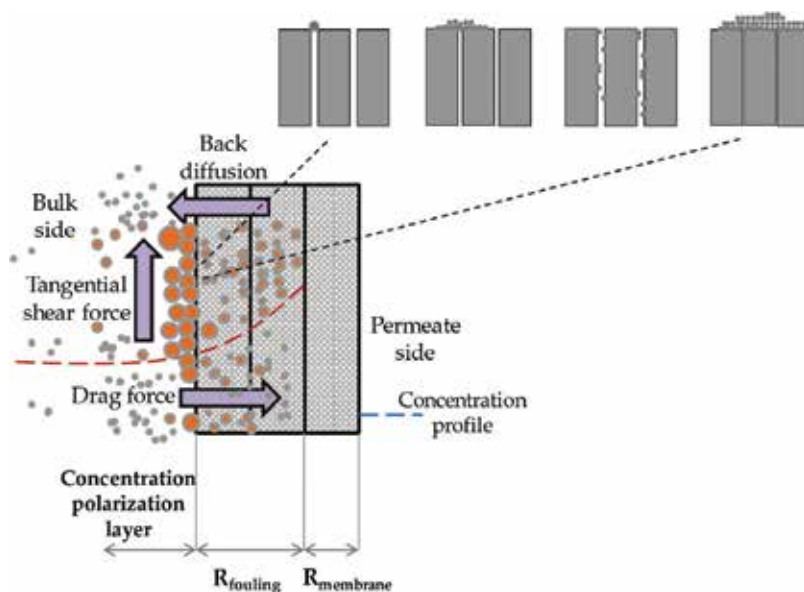 Back
diffusion
Bulk
side
Tangential
shear force
Permeate
side
Drag force
Concentration
profile
Concentration
polarization
layer
Rfouling
Rmembrane